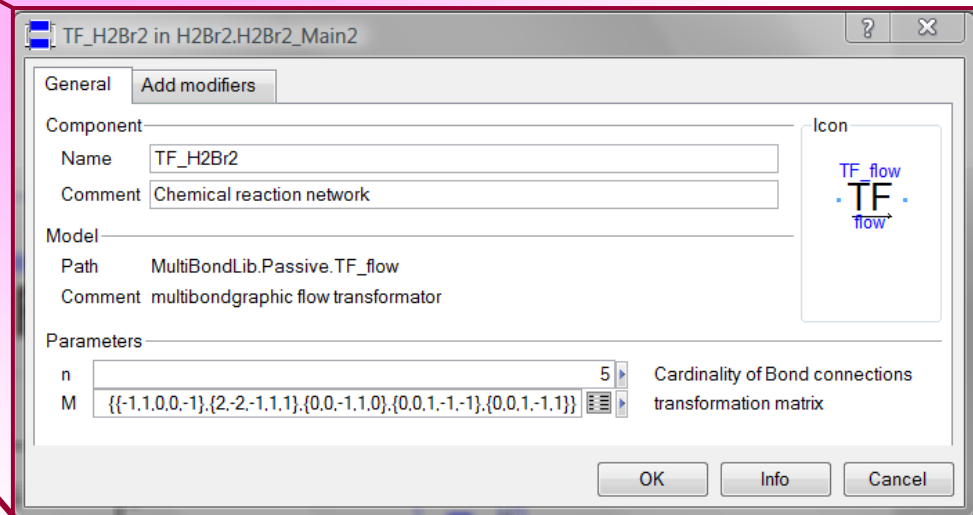 TF_H2Br2 in H2Br2.H2Br2_Main2
General Add modifiers
Component
Name TF_H2Br2
Comment Chemical reaction network
Icon
TF_flow
TF
flow
Model
Path MultiBondLib.Passive.TF_flow
Comment multibondgraphic flow transformator
Parameters
n 5 Cardinality of Bond connections
M {{-1,1,0,0,-1},{2,-2,-1,1,1},{0,0,-1,1,0},{0,0,1,-1,-1},{0,0,1,-1,1}} transformation matrix
OK Info Cancel